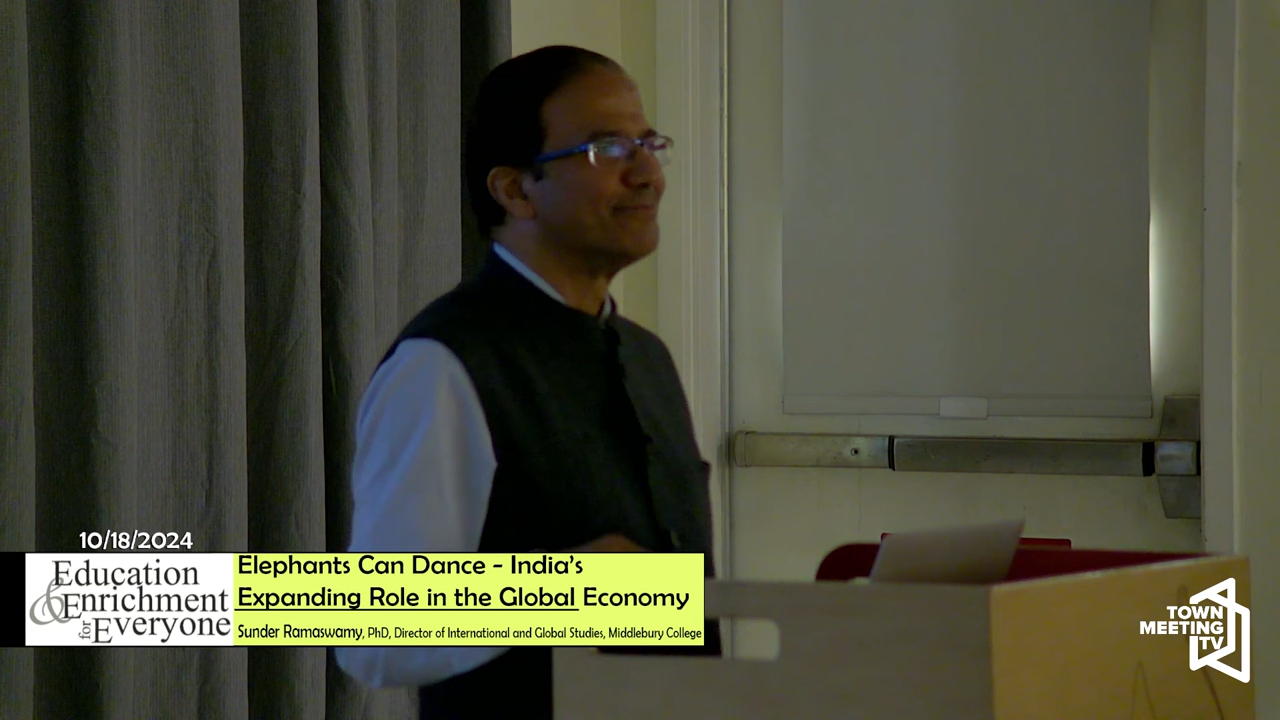 10/18/2024
Education
& Enrichment
for Everyone
Elephants Can Dance - India's
Expanding Role in the Global Economy
Sunder Ramaswamy, PhD, Director of International and Global Studies, Middlebury College
TOWN
MEETING
TV